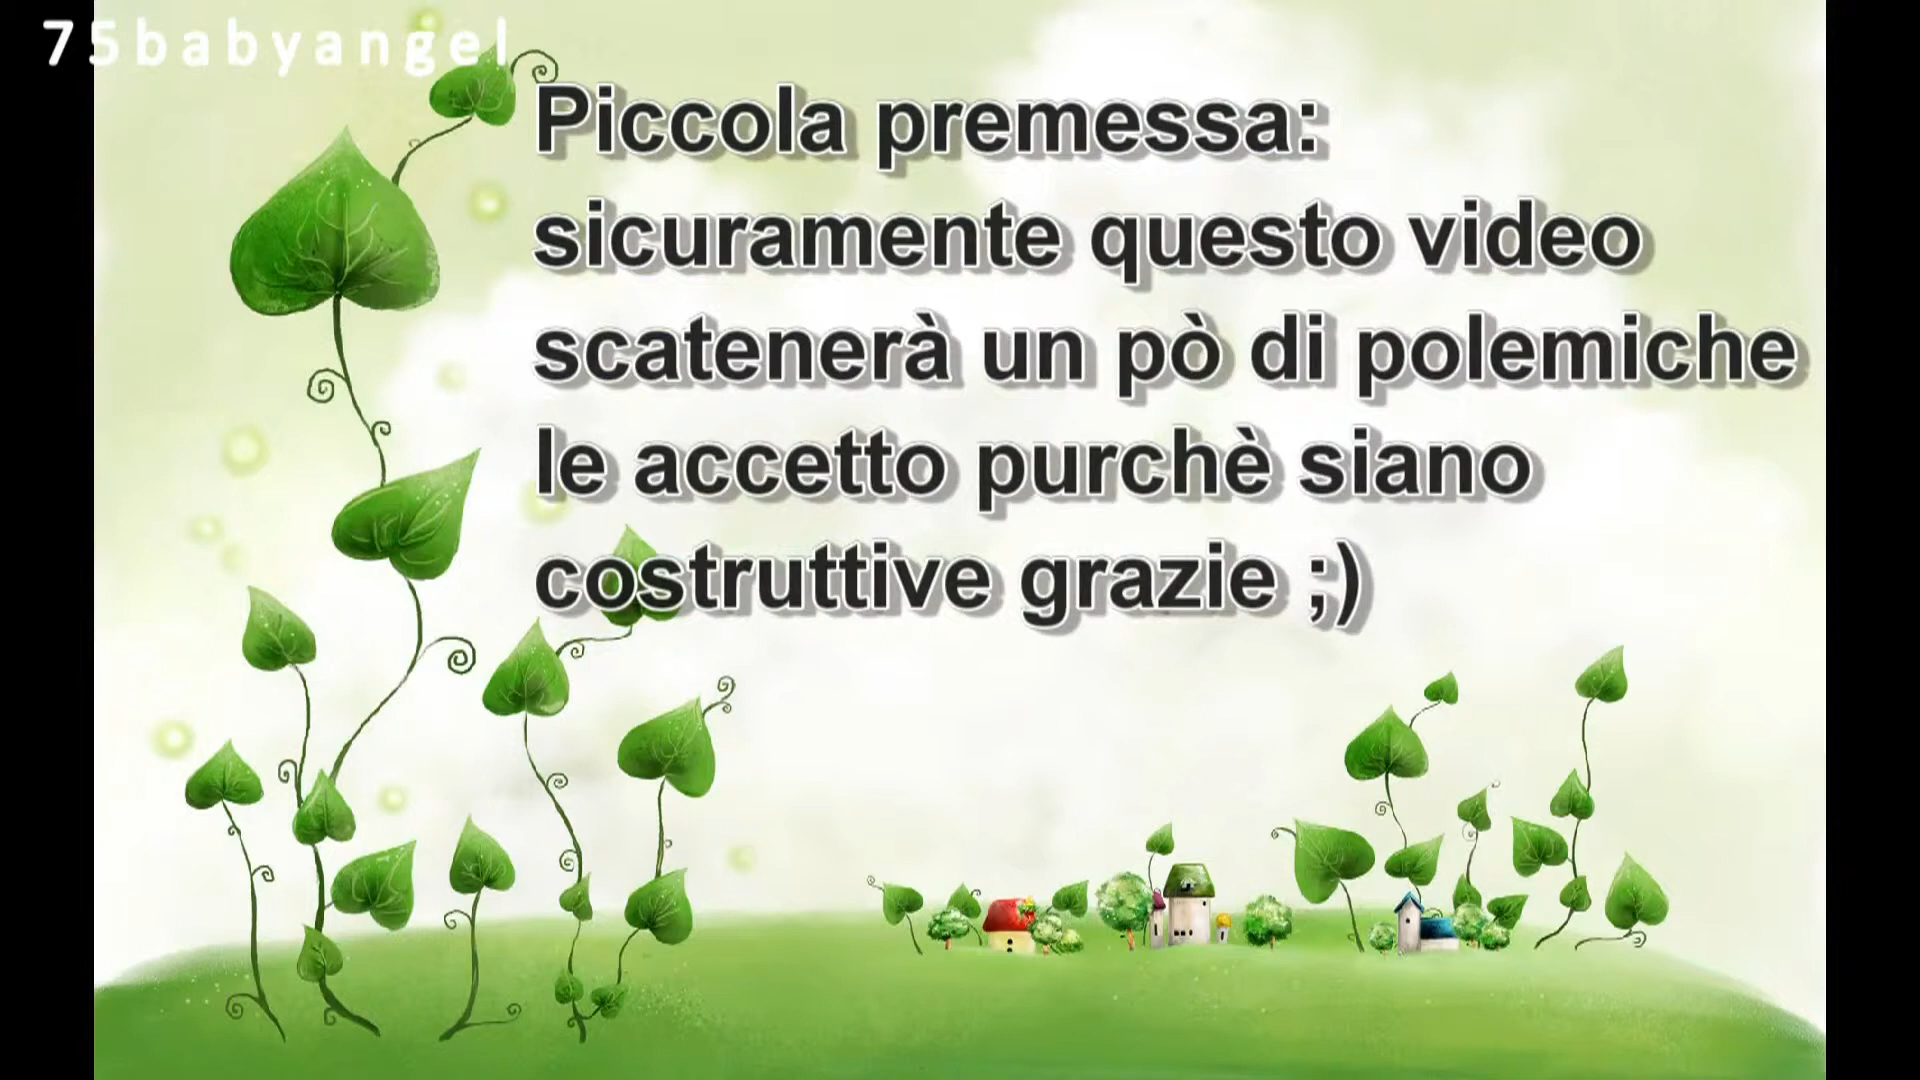 75babyangel
Piccola premessa:
sicuramente questo video
scatenerà un pò di polemiche
le accetto purchè siano
costruttive grazie ;)